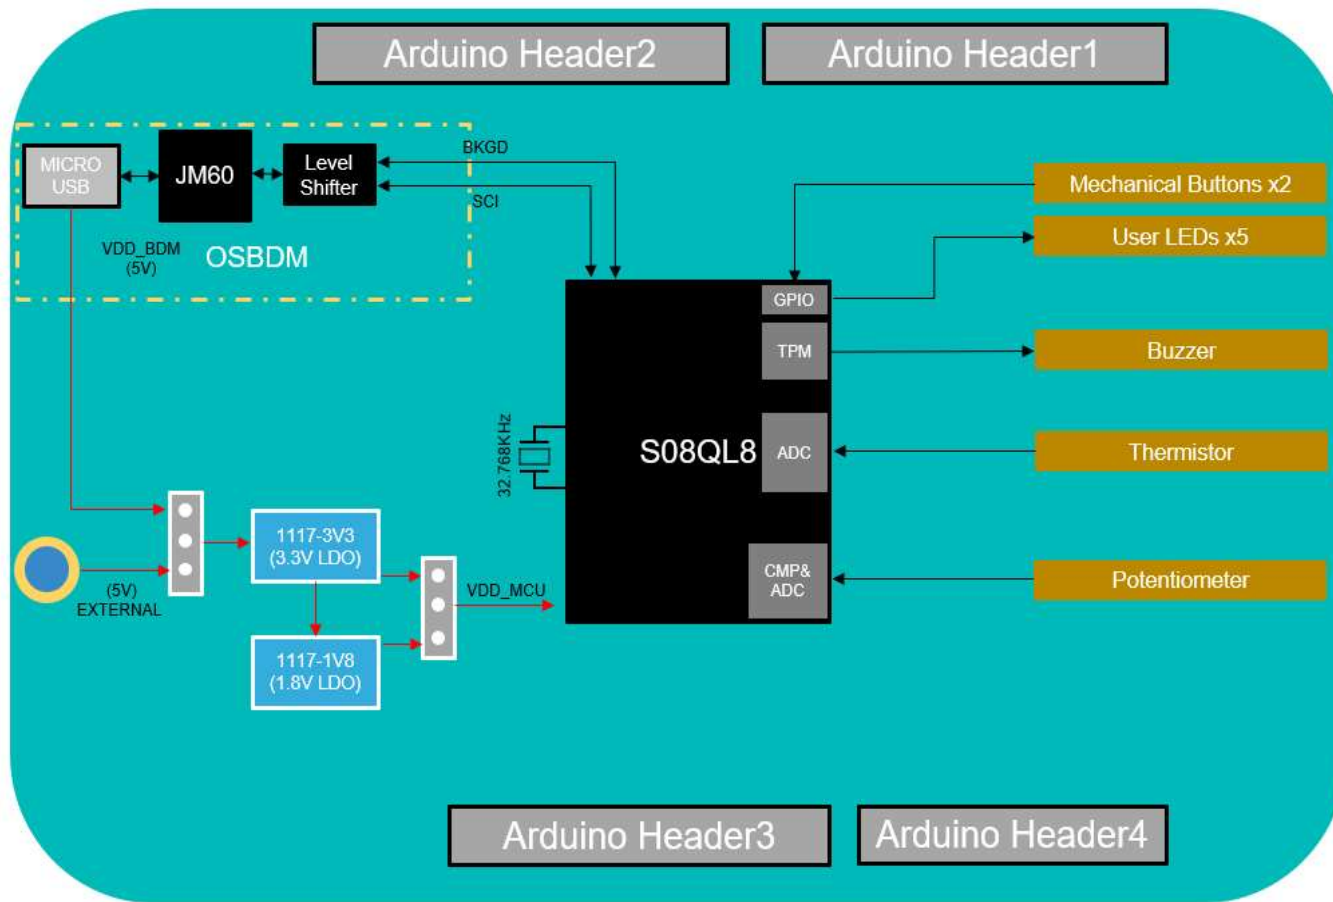 Arduino Header2
Arduino Header1
MICRO
USB
JM60
Level
Shifter
BKGD
SCI
VDD_BDM
(5V)
OSBDM
Mechanical Buttons x2
User LEDs x5
GPIO
TPM
Buzzer
32.768KHz
S08QL8
ADC
Thermistor
1117-3V3
(3.3V LDO)
(5V)
EXTERNAL
VDD_MCU
CMP&
ADC
Potentiometer
1117-1V8
(1.8V LDO)
Arduino Header3
Arduino Header4